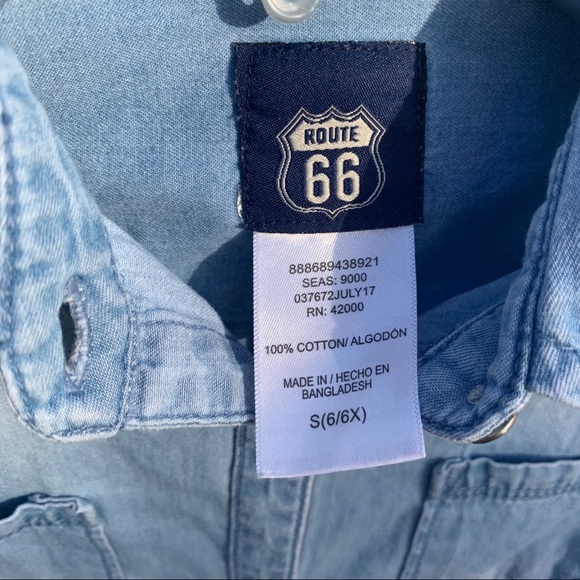 ROUTE
66
888689438921
SEAS: 9000
037672JULY17
RN: 42000
100% COTTON/ ALGODÓN
MADE IN / HECHO EN
BANGLADESH
S(6/6X)